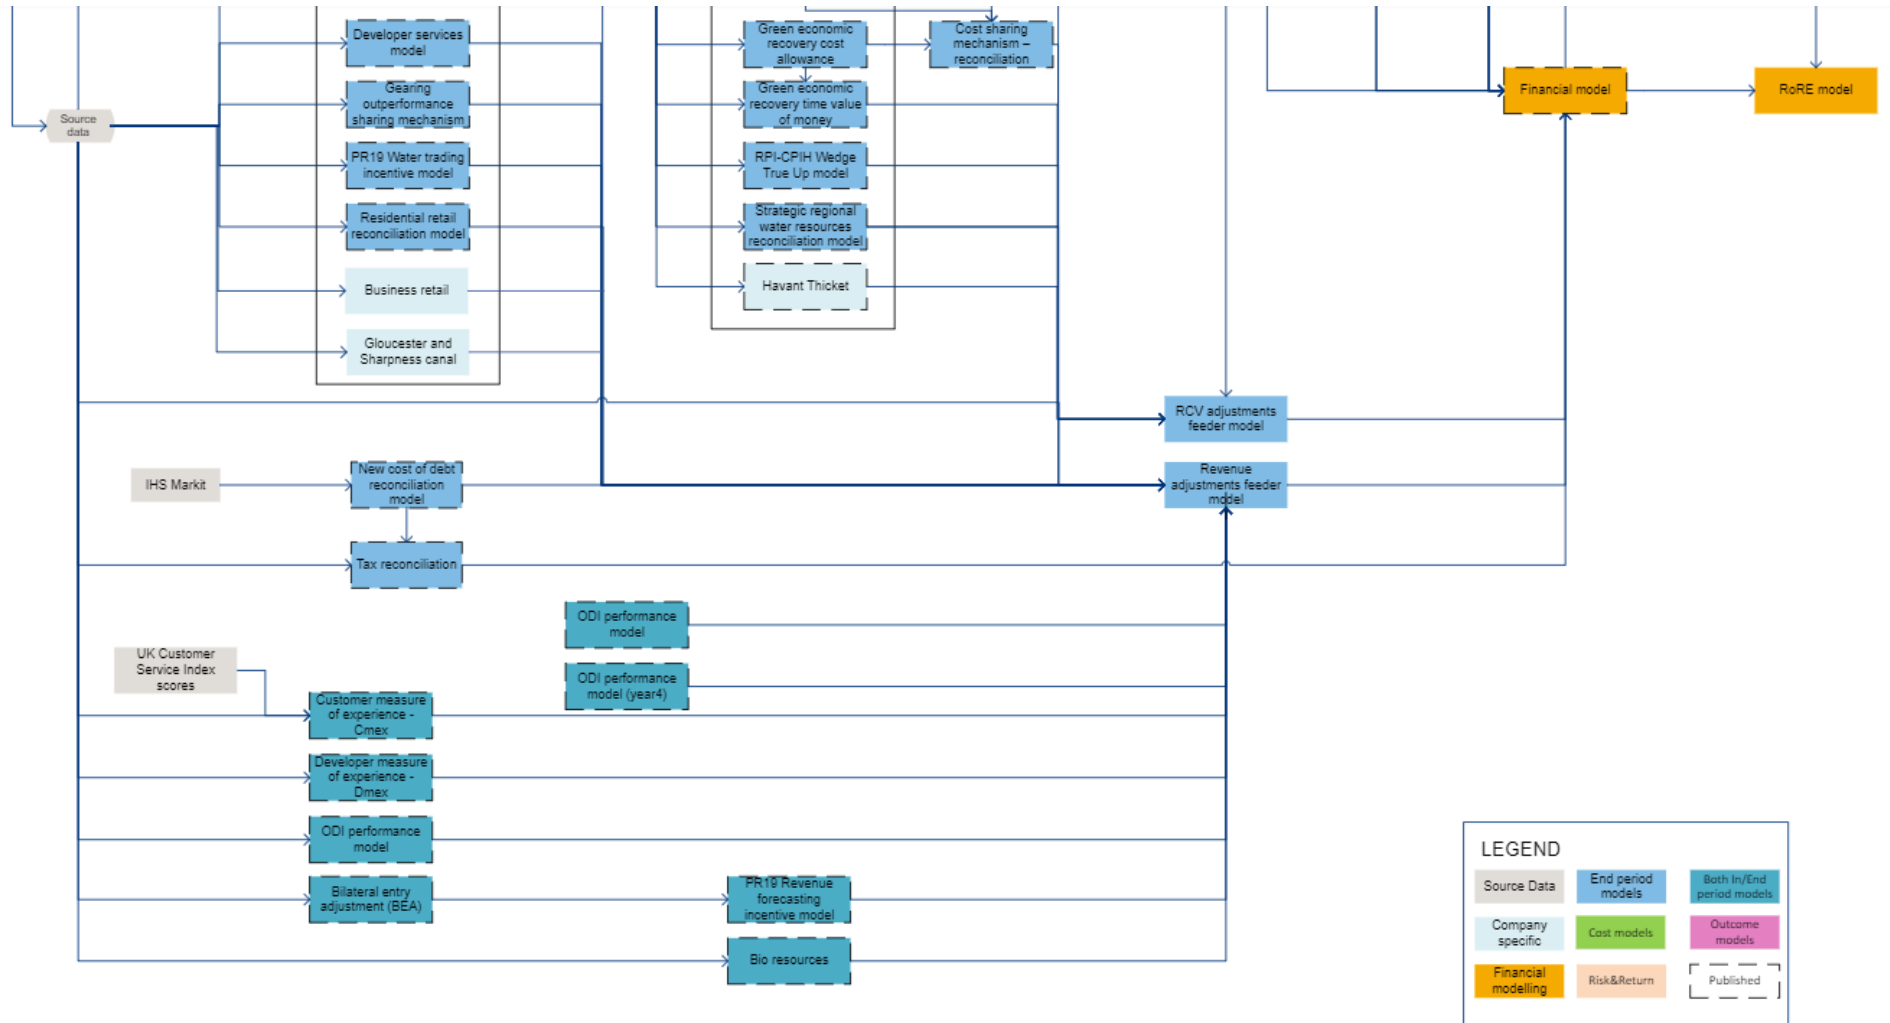 Developer services
model
Gearing
outperformance
sharing mechanism
PR19 Water trading
incentive model
Residential retail
reconciliation model
Business retail
Gloucester and
Sharpness canal
Source
data
Green economic
recovery cost
allowance
Cost sharing
mechanism –
reconciliation
Green economic
recovery time value
of money
RPI-CPIH Wedge
True Up model
Strategic regional
water resources
reconciliation model
Havant Thicket
Financial model
RoRE model
RCV adjustments
feeder model
Revenue
adjustments feeder
model
IHS Markit
New cost of debt
reconciliation
model
Tax reconciliation
ODI performance
model
ODI performance
model (year4)
UK Customer
Service Index
scores
Customer measure
of experience -
Cmex
Developer measure
of experience -
Dmex
ODI performance
model
Bilateral entry
adjustment (BEA)
PR19 Revenue
forecasting
incentive model
Bio resources
LEGEND
Source Data
End period
models
Both In/End
period models
Company
specific
Cost models
Outcome
models
Financial
modelling
Risk&Return
Published